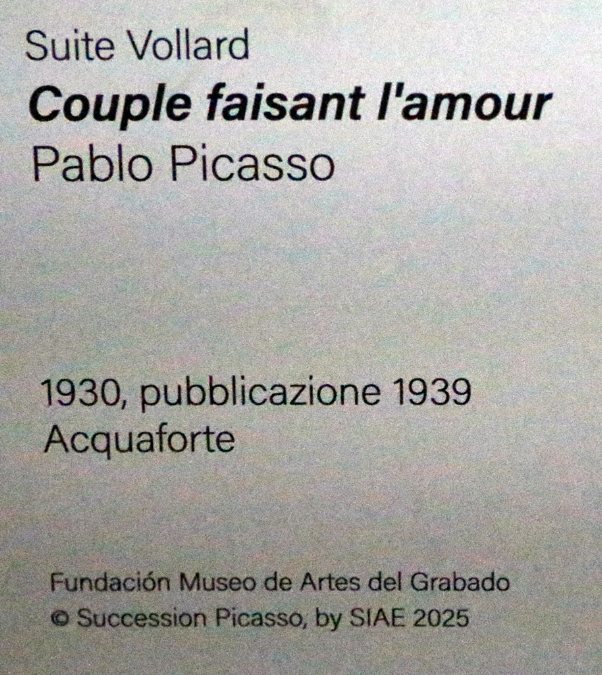 Suite Vollard
Couple faisant l'amour
Pablo Picasso
1930, pubblicazione 1939
Acquaforte
Fundación Museo de Artes del Grabado
© Succession Picasso, by SIAE 2025